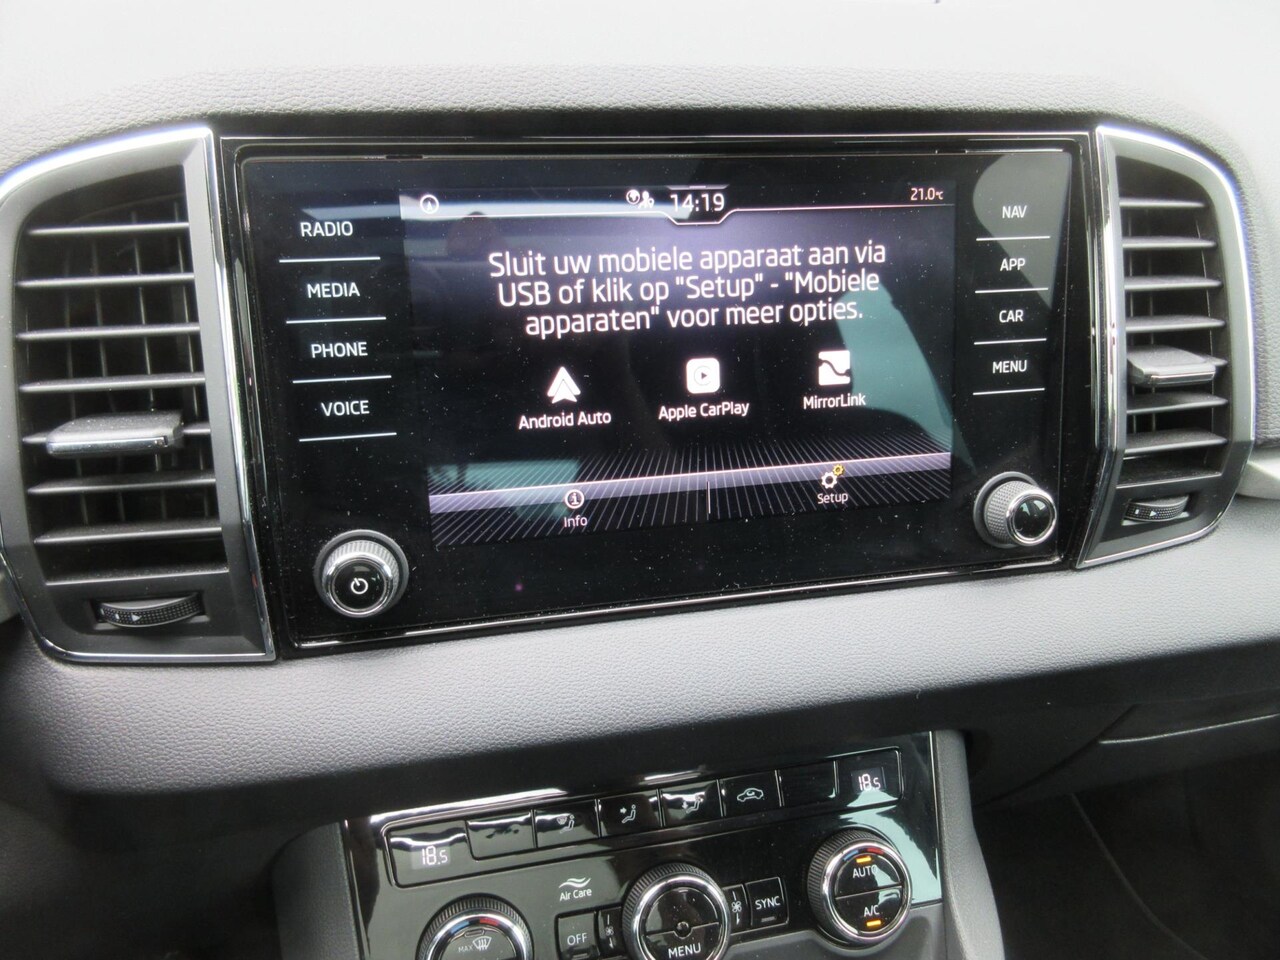 14:19
21.0°C
RADIO
MEDIA
PHONE
VOICE
Sluit uw mobiele apparaat aan via
USB of klik op "Setup" - "Mobiele
apparaten" voor meer opties.
Android Auto
Apple CarPlay
MirrorLink
Info
Setup
NAV
APP
CAR
MENU
18.5
18.5
Air Care
MAX
OFF
MENU
SYNC
AUTO
A/C